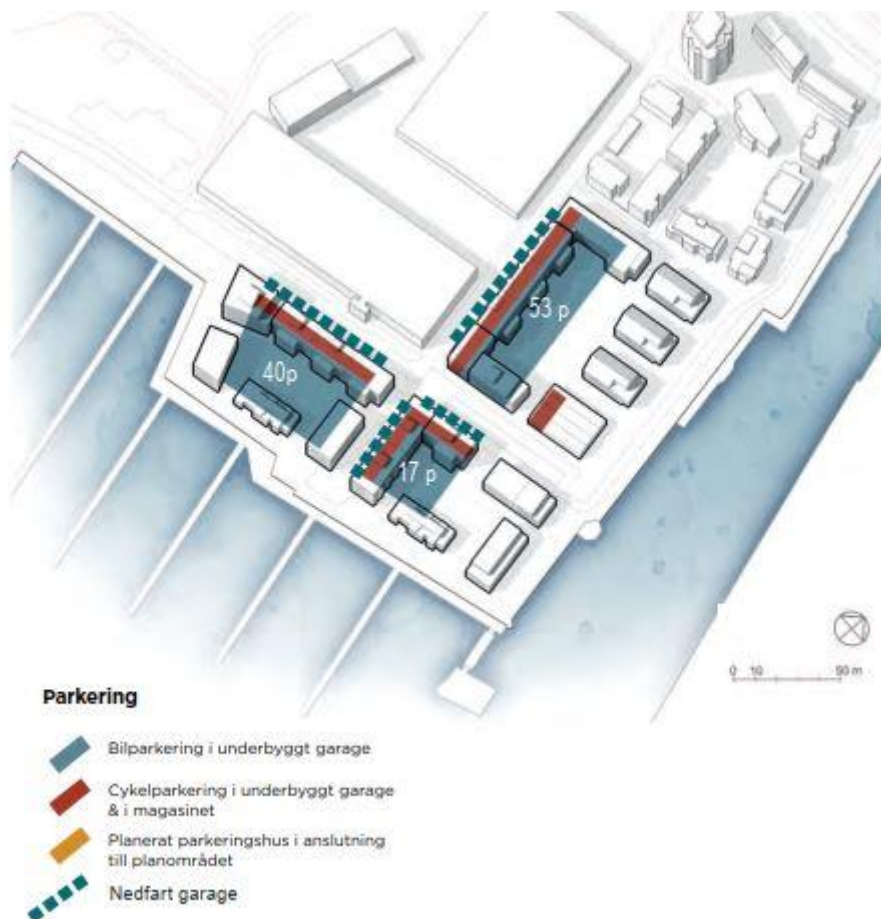 53 p
40p
17 p
0 10 50 m
Parkering
Bilparkering i underbyggt garage
Cykelparkering i underbyggt garage
& i magasinet
Planerat parkeringshus i anslutning
till planområdet
Nedfart garage